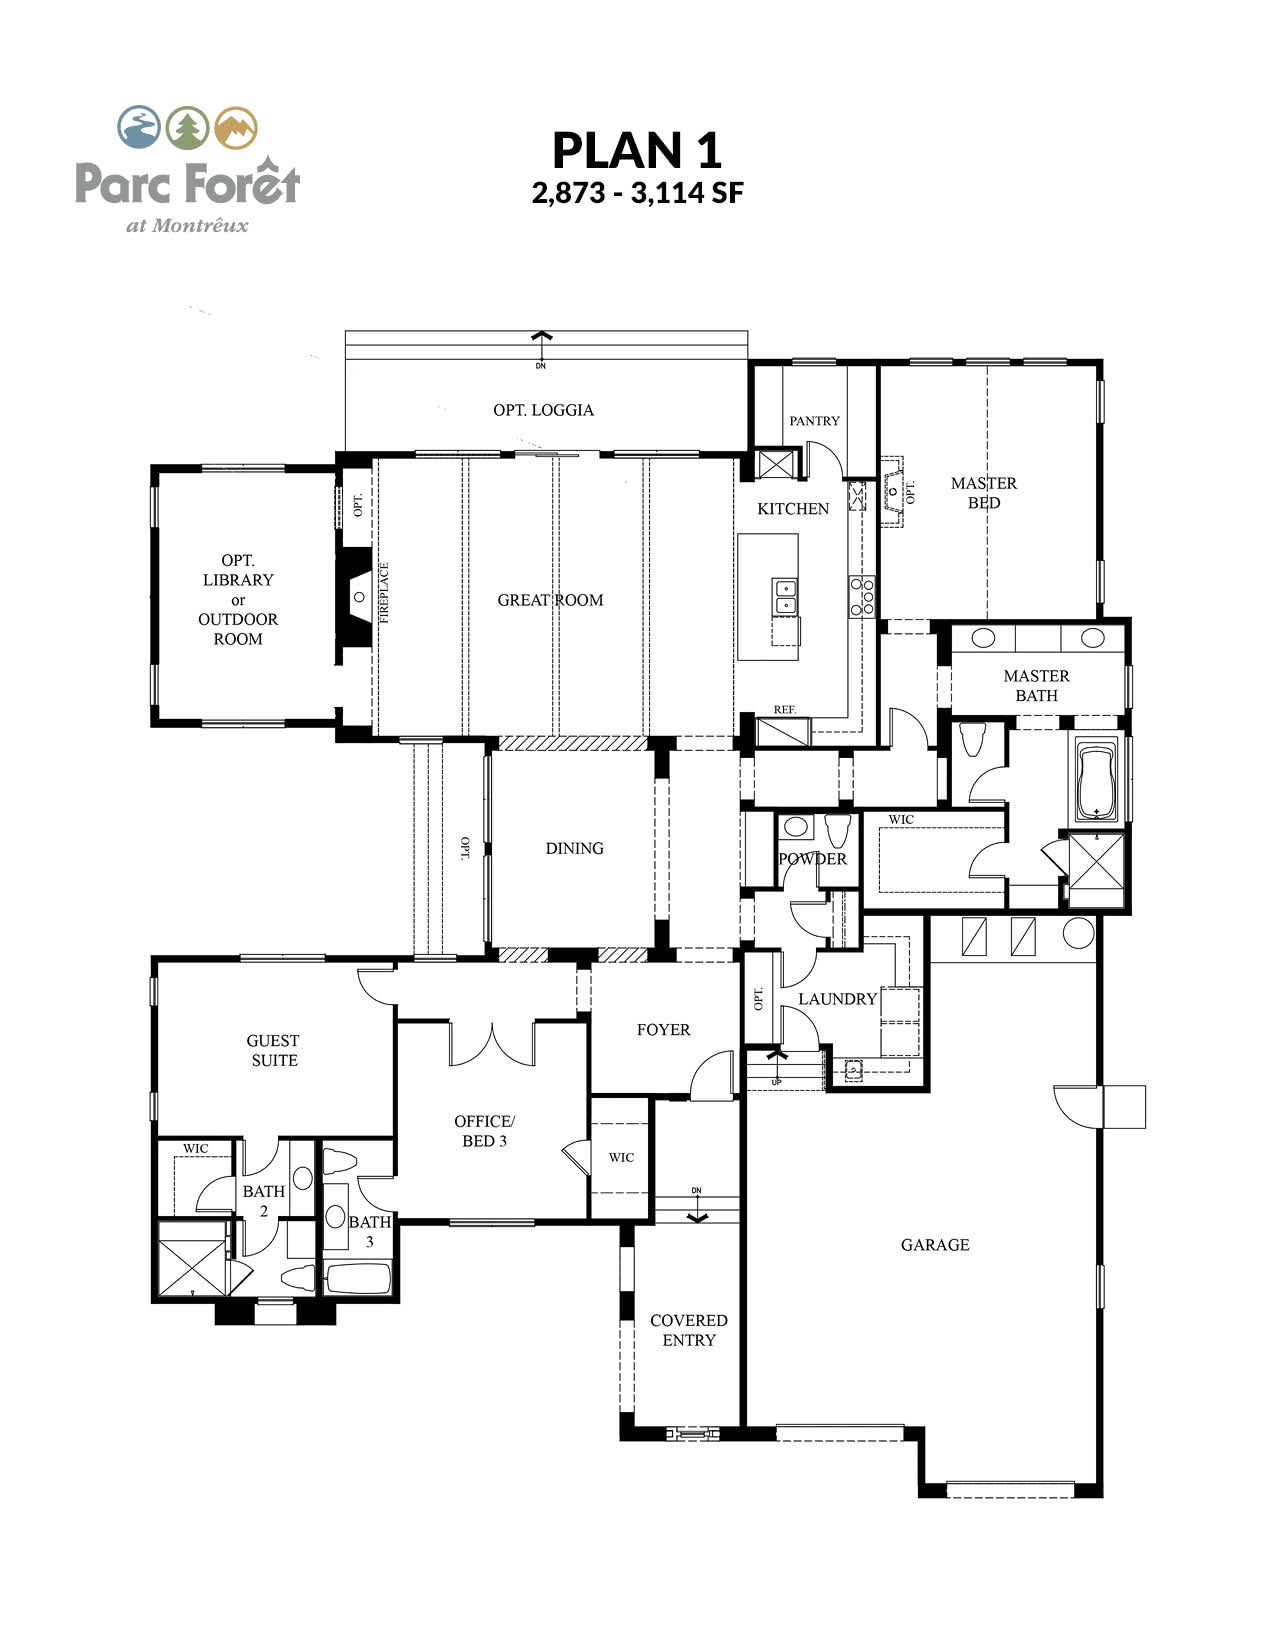 Parc Forêt
at Montrêux
PLAN 1
2,873 - 3,114 SF
DN
OPT. LOGGIA
PANTRY
MASTER
BED
OPT.
OPT.
KITCHEN
OPT.
LIBRARY
or
OUTDOOR
ROOM
FIREPLACE
GREAT ROOM
MASTER
BATH
REF.
WIC
OPT.
DINING
POWDER
OPT.
LAUNDRY
FOYER
GUEST
SUITE
UP
OFFICE/
BED 3
WIC
WIC
BATH
2
DN
BATH
3
GARAGE
COVERED
ENTRY